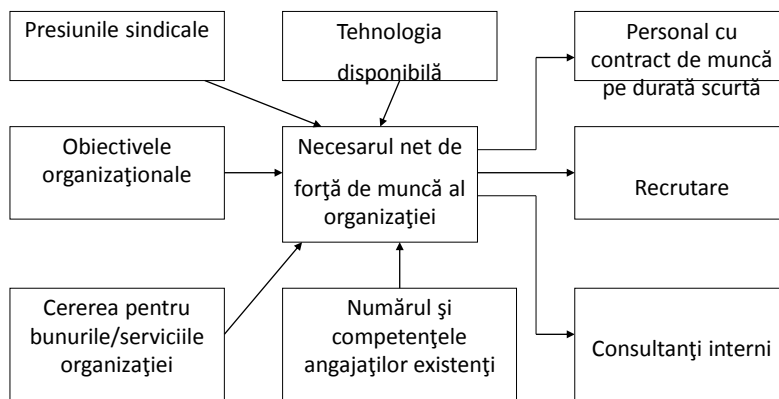 Presiunile sindicale
Tehnologia
disponibilă
Personal cu
contract de muncă
pe durată scurtă
Obiectivele
organizaţionale
Necesarul net de
forţă de muncă al
organizaţiei
Recrutare
Cererea pentru
bunurile/serviciile
organizaţiei
Numărul şi
competenţele
angajaţilor existenţi
Consultanţi interni